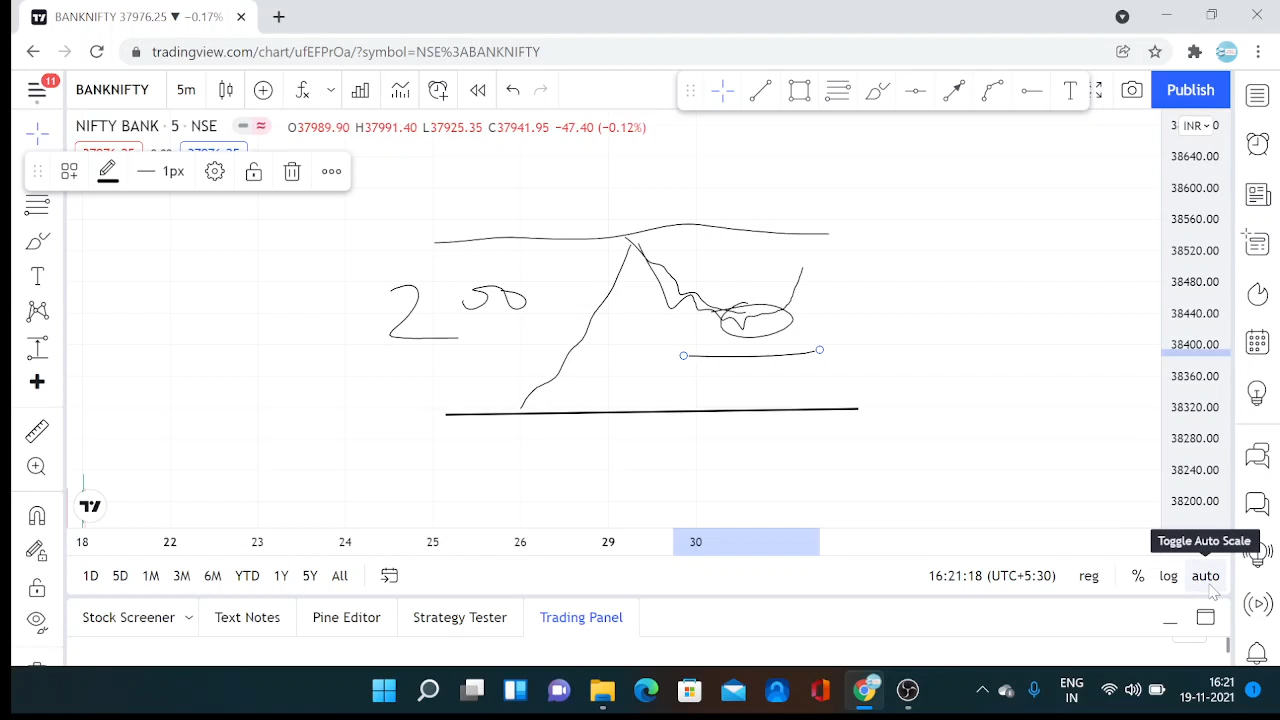 BANKNIFTY 37976.25 ▼ −0.17%
tradingview.com/chart/ufEFPrOa/?symbol=NSE%3ABANKNIFTY
11
BANKNIFTY 5m Publish
NIFTY BANK · 5 · NSE O37989.90 H37991.40 L37925.35 C37941.95 −47.40 (−0.12%)
INR
1px
38640.00
38600.00
38560.00
38520.00
38480.00
200
38440.00
38400.00
38360.00
38320.00
38280.00
38240.00
38200.00
18 22 23 24 25 26 29 30
Toggle Auto Scale
1D 5D 1M 3M 6M YTD 1Y 5Y All 16:21:18 (UTC+5:30) reg % log auto
Stock Screener Text Notes Pine Editor Strategy Tester Trading Panel
ENG 16:21
IN 19-11-2021 1